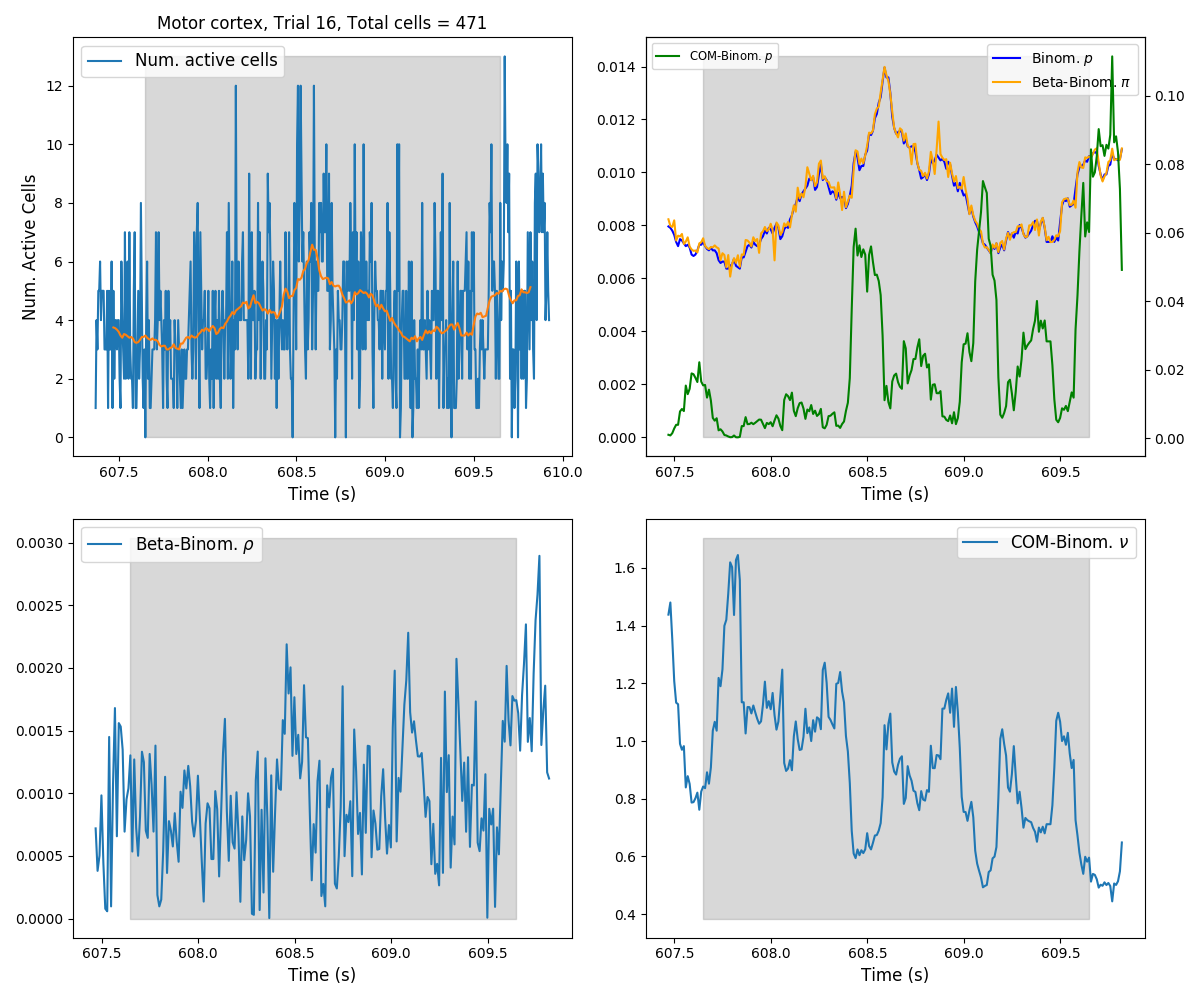 Motor cortex, Trial 16, Total cells = 471
Num. active cells
Num. Active Cells
12
10
8
6
4
2
0
607.5 608.0 608.5 609.0 609.5 610.0
Time (s)
COM-Binom. p
Binom. p
Beta-Binom. π
0.014
0.012
0.010
0.008
0.006
0.004
0.002
0.000
0.10
0.08
0.06
0.04
0.02
0.00
607.5 608.0 608.5 609.0 609.5
Time (s)
Beta-Binom. ρ
0.0030
0.0025
0.0020
0.0015
0.0010
0.0005
0.0000
607.5 608.0 608.5 609.0 609.5
Time (s)
COM-Binom. ν
1.6
1.4
1.2
1.0
0.8
0.6
0.4
607.5 608.0 608.5 609.0 609.5
Time (s)